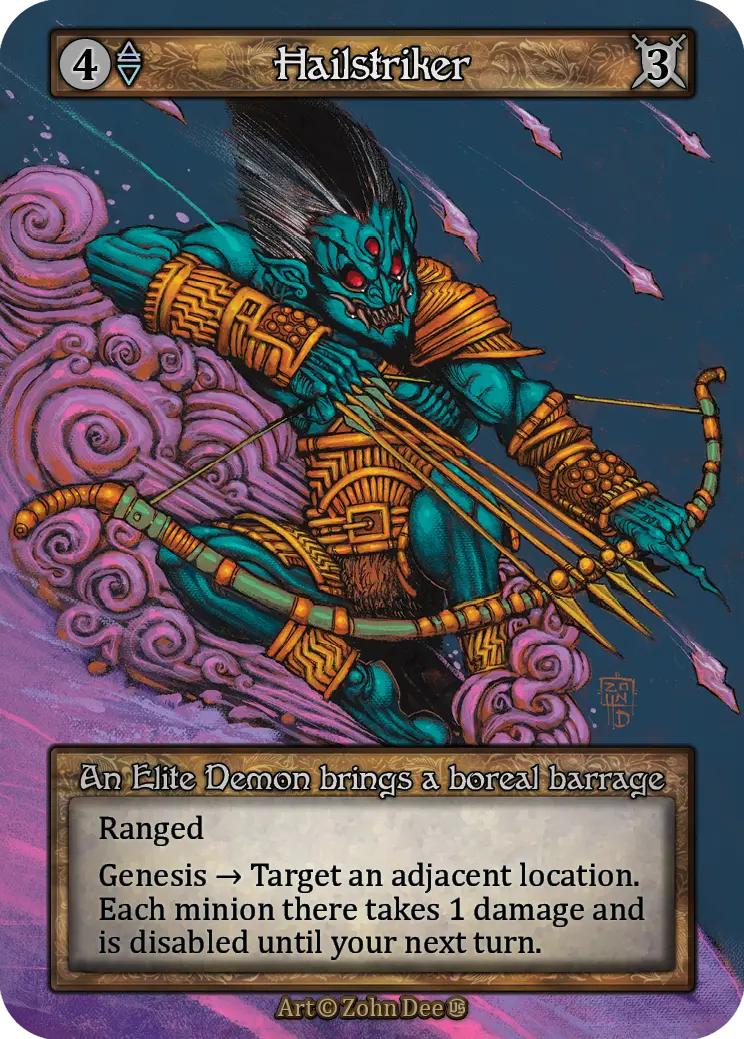 4
Hailstriker
3
An Elite Demon brings a boreal barrage
Ranged
Genesis → Target an adjacent location.
Each minion there takes 1 damage and
is disabled until your next turn.
Art © Zohn Dee